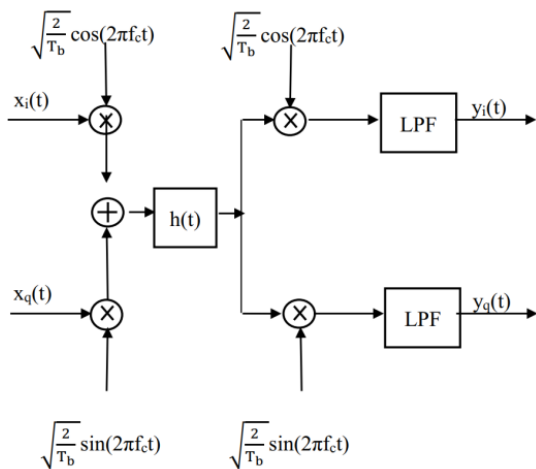 √(2/T_b) cos(2πf_ct)
√(2/T_b) cos(2πf_ct)
x_i(t)
LPF
y_i(t)
h(t)
x_q(t)
LPF
y_q(t)
√(2/T_b) sin(2πf_ct)
√(2/T_b) sin(2πf_ct)